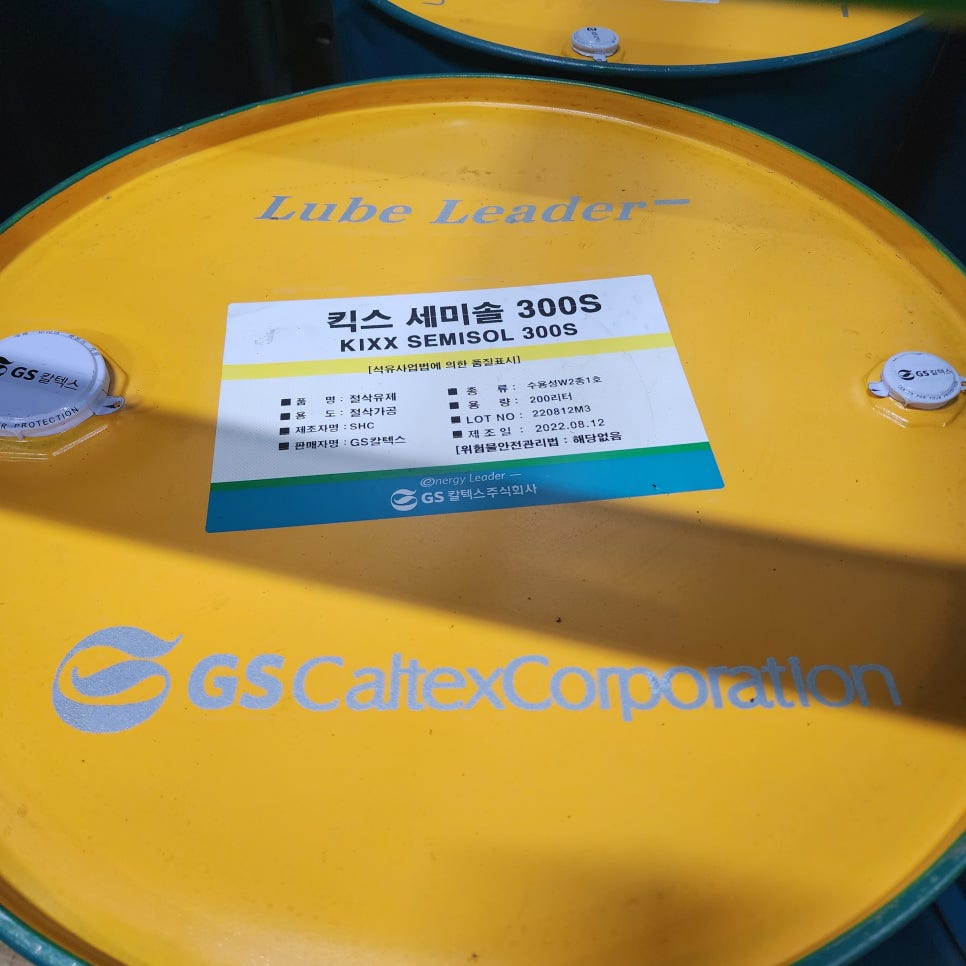 Lube Leader
킥스 세미솔 300S
KIXX SEMISOL 300S
[석유사업법에 의한 품질표시]
■ 품 명 : 절삭유제
■ 용 도 : 절삭가공
■ 제조자명 : SHC
■ 판매자명 : GS칼텍스
■ 종 류 : 수용성W2종1호
■ 용 량 : 200리터
■ LOT NO : 220812M3
■ 제 조 일 : 2022.08.12
[위험물안전관리법 : 해당없음
energy Leader
GS 칼텍스주식회사
GS 칼텍스
PROTECTION
GS 칼텍스
GS Caltex Corporation